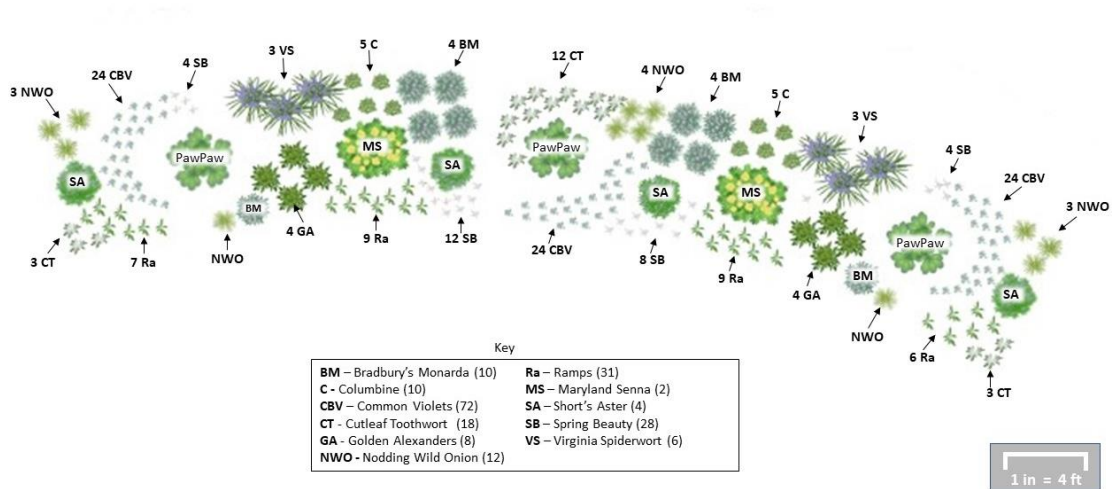 3 NWO
24 CBV
4 SB
3 VS
5 C
4 BM
PawPaw
MS
SA
SA
BM
3 CT
7 Ra
NWO
4 GA
9 Ra
12 SB
12 CT
4 NWO
4 BM
5 C
3 VS
4 SB
24 CBV
3 NWO
PawPaw
SA
MS
PawPaw
24 CBV
8 SB
9 Ra
4 GA
BM
SA
NWO
6 Ra
3 CT
Key
BM – Bradbury's Monarda (10)
C - Columbine (10)
CBV – Common Violets (72)
CT - Cutleaf Toothwort (18)
GA - Golden Alexanders (8)
NWO - Nodding Wild Onion (12)
Ra – Ramps (31)
MS – Maryland Senna (2)
SA – Short's Aster (4)
SB – Spring Beauty (28)
VS – Virginia Spiderwort (6)
1 in = 4 ft